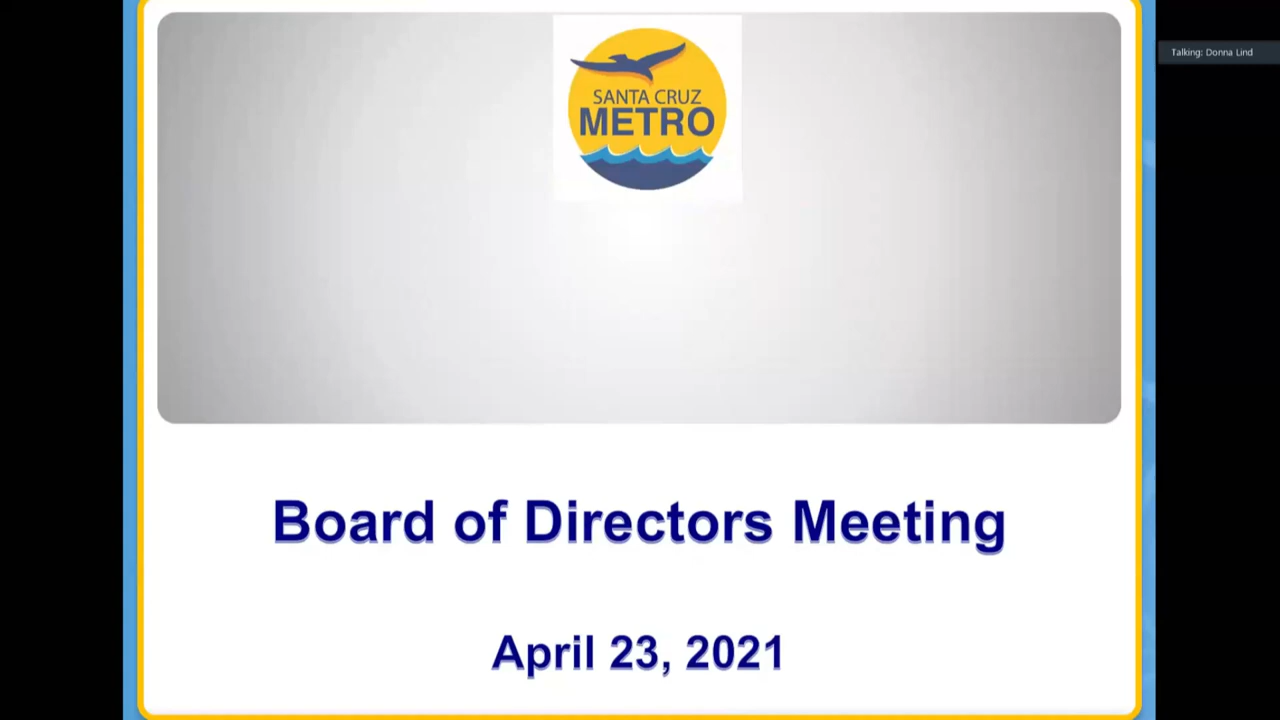 Talking: Donna Lind
SANTA CRUZ
METRO
Board of Directors Meeting
April 23, 2021